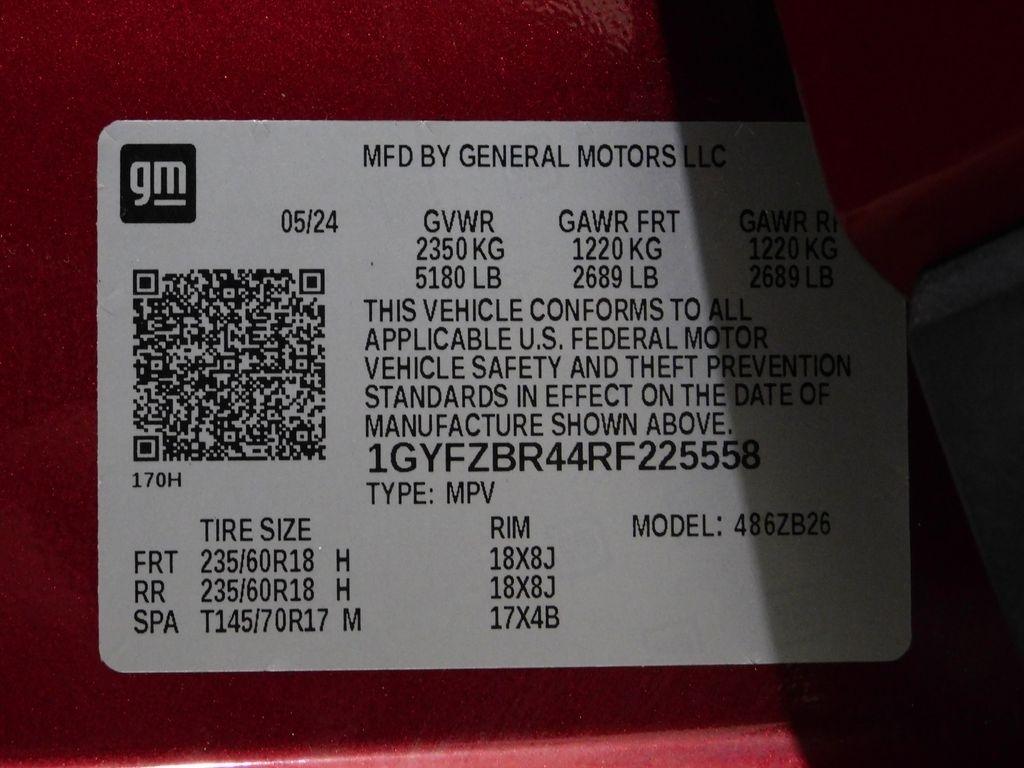 gm
MFD BY GENERAL MOTORS LLC
05/24 GVWR GAWR FRT GAWR
2350 KG 1220 KG 1220 KG
5180 LB 2689 LB 2689 LB
THIS VEHICLE CONFORMS TO ALL
APPLICABLE U.S. FEDERAL MOTOR
VEHICLE SAFETY AND THEFT PREVENTION
STANDARDS IN EFFECT ON THE DATE OF
MANUFACTURE SHOWN ABOVE.
1GYFZBR44RF225558
170H
TYPE: MPV
TIRE SIZE RIM MODEL: 486ZB26
FRT 235/60R18 H 18X8J
RR 235/60R18 H 18X8J
SPA T145/70R17 M 17X4B